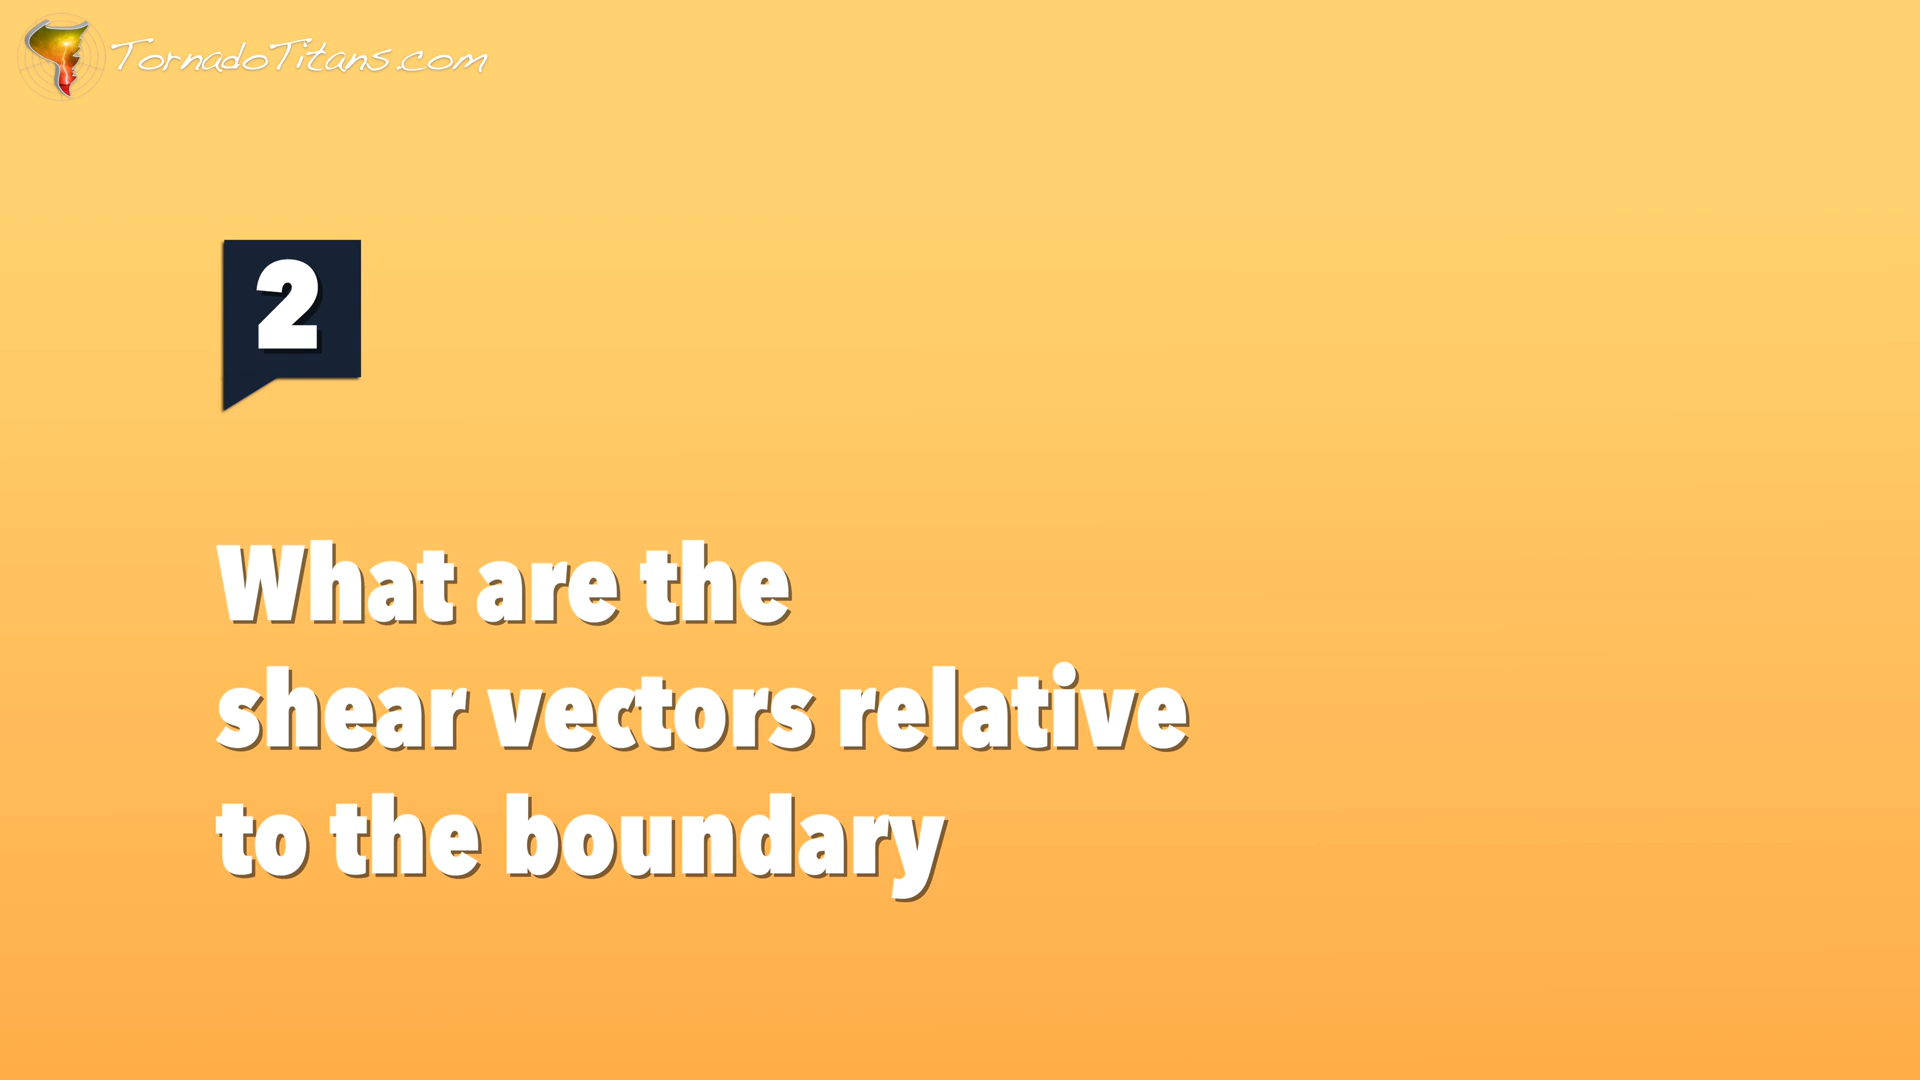 TornadoTitans.com
2
What are the
shear vectors relative
to the boundary